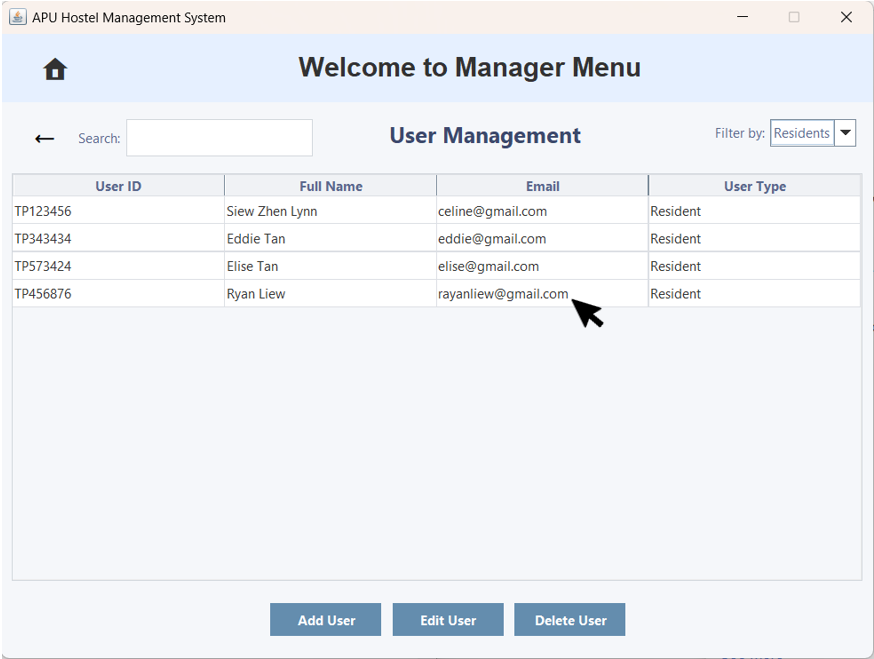 APU Hostel Management System
Welcome to Manager Menu
Search:
User Management
Filter by: Residents
User ID Full Name Email User Type
TP123456 Siew Zhen Lynn celine@gmail.com Resident
TP343434 Eddie Tan eddie@gmail.com Resident
TP573424 Elise Tan elise@gmail.com Resident
TP456876 Ryan Liew rayanliew@gmail.com Resident
Add User Edit User Delete User